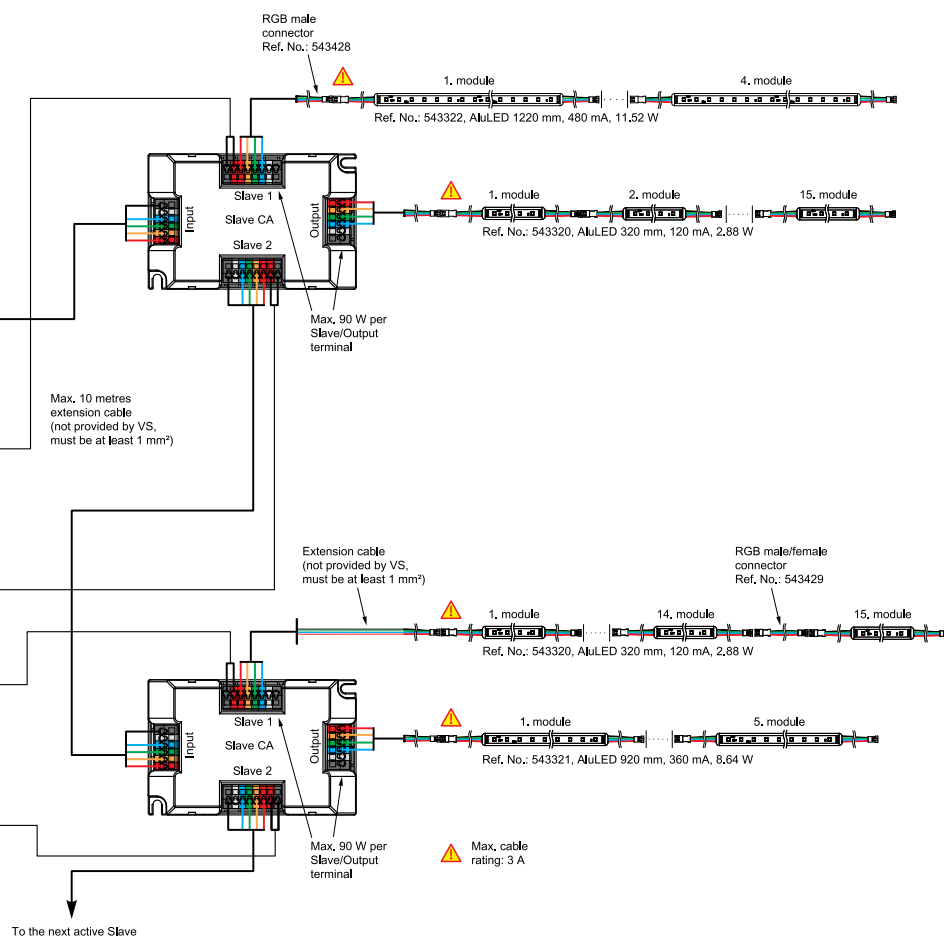 RGB male
connector
Ref. No.: 543428
1. module
4. module
Ref. No.: 543322, AluLED 1220 mm, 480 mA, 11.52 W
Slave 1
Slave CA
Slave 2
Input
Output
1. module
2. module
15. module
Ref. No.: 543320, AluLED 320 mm, 120 mA, 2.88 W
Max. 90 W per
Slave/Output
terminal
Max. 10 metres
extension cable
(not provided by VS,
must be at least 1 mm²)
Extension cable
(not provided by VS,
must be at least 1 mm²)
RGB male/female
connector
Ref. No.: 543429
1. module
14. module
15. module
Ref. No.: 543320, AluLED 320 mm, 120 mA, 2.88 W
Slave 1
Slave CA
Slave 2
Input
Output
1. module
5. module
Ref. No.: 543321, AluLED 920 mm, 360 mA, 8.64 W
Max. 90 W per
Slave/Output
terminal
Max. cable
rating: 3 A
To the next active Slave